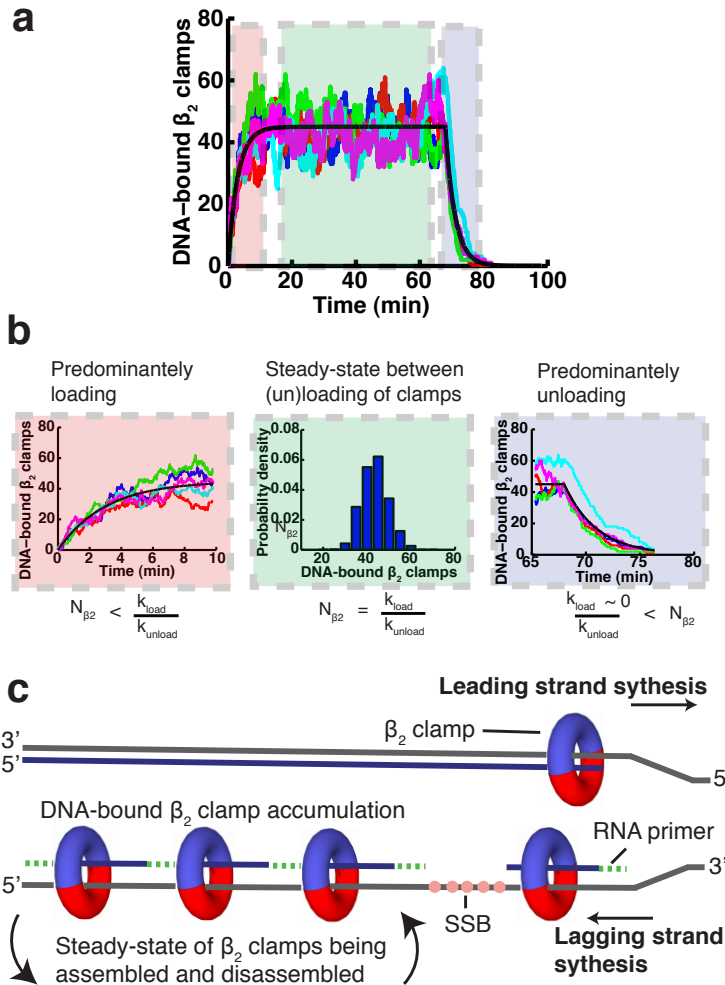 a
DNA–bound β2 clamps
80
60
40
20
0
0 20 40 60 80 100
Time (min)
b
Predominantely
loading
Steady-state between
(un)loading of clamps
Predominantely
unloading
DNA-bound β2 clamps
80
60
40
20
0
0 2 4 6 8 10
Time (min)
Nβ2 < kload
kunload
Probability density
0.08
0.06
0.04
0.02
0
Nβ2
20 40 60 80
DNA-bound β2 clamps
Nβ2 = kload
kunload
DNA-bound β2 clamps
80
60
40
20
0
65 70 75 80
Time (min)
kload ~ 0
kunload < Nβ2
c
Leading strand sythesis
β2 clamp
3’
5’
5’
DNA-bound β2 clamp accumulation
RNA primer
3’
5’
SSB
Lagging strand
sythesis
Steady-state of β2 clamps being
assembled and disassembled